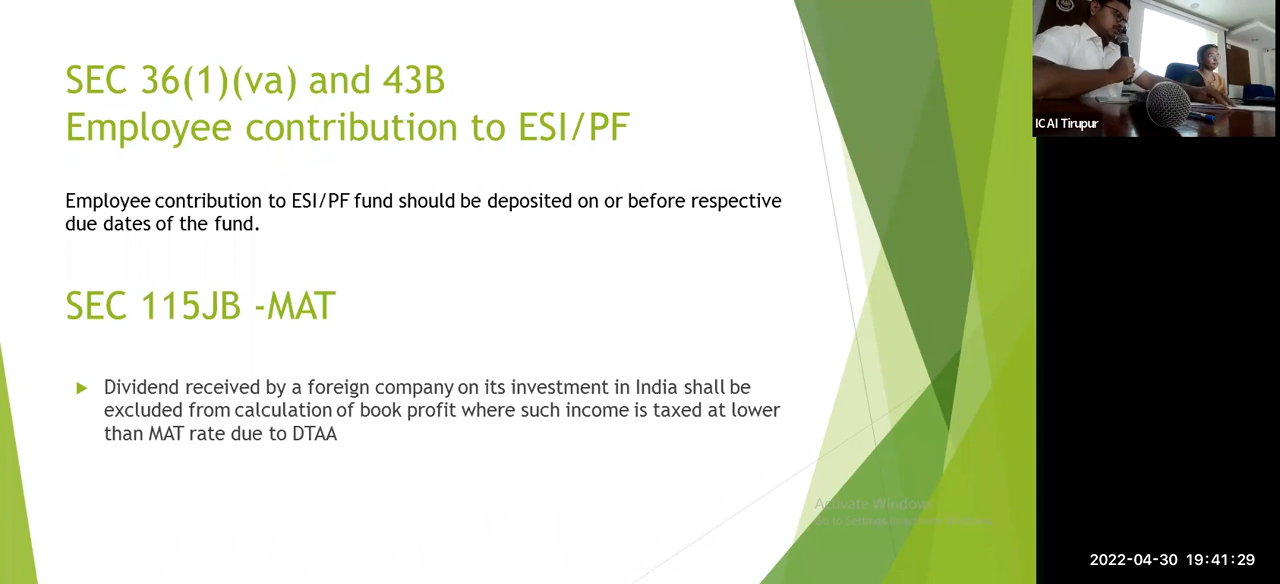 SEC 36(1)(va) and 43B
Employee contribution to ESI/PF
Employee contribution to ESI/PF fund should be deposited on or before respective
due dates of the fund.
SEC 115JB -MAT
Dividend received by a foreign company on its investment in India shall be
excluded from calculation of book profit where such income is taxed at lower
than MAT rate due to DTAA
ICAI Tirupur
Activate Windows
2022-04-30 19:41:29